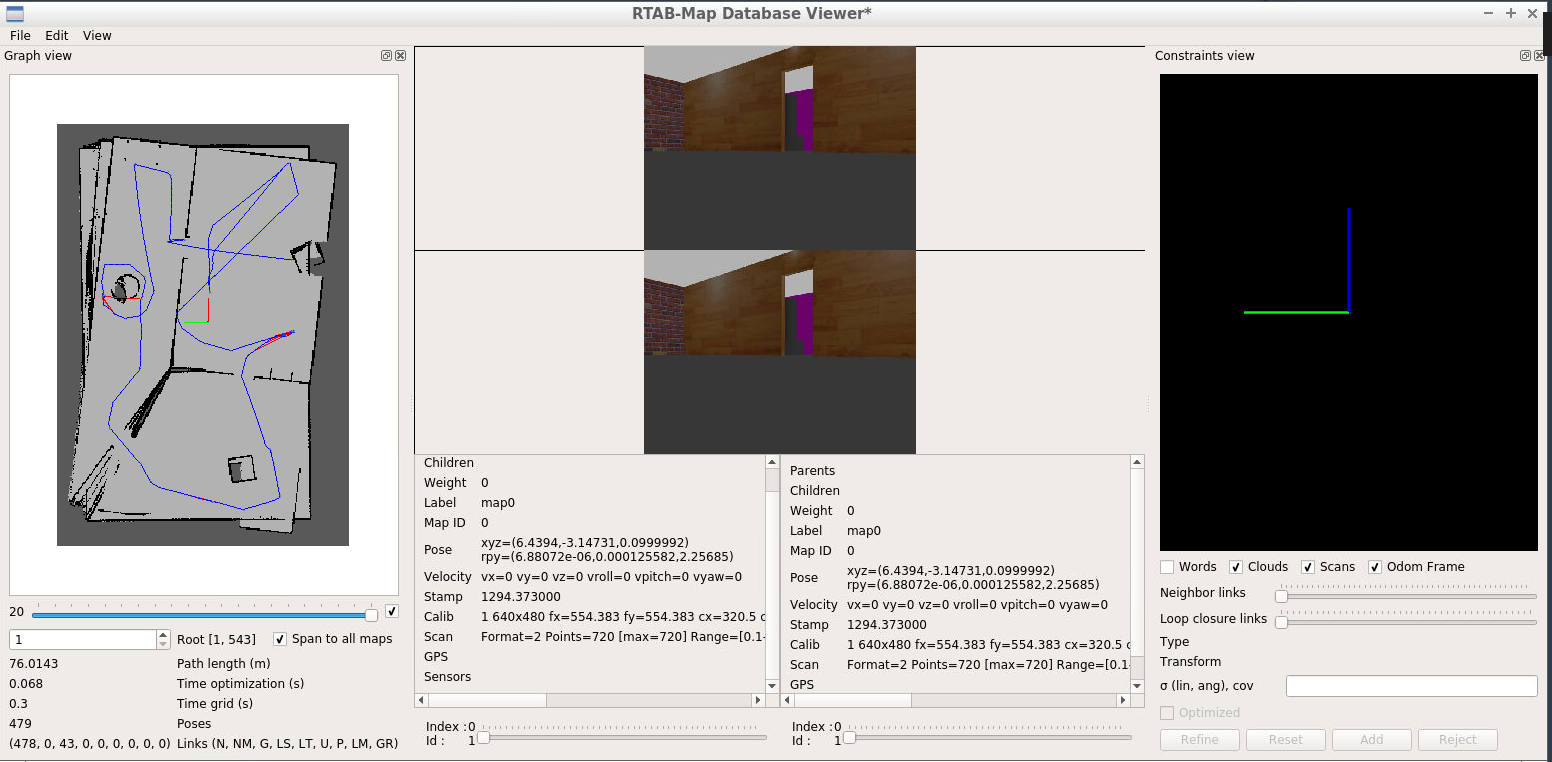 RTAB-Map Database Viewer*
File Edit View
Graph view
Constraints view
Children
Weight 0
Label map0
Map ID 0
Pose xyz=(6.4394,-3.14731,0.0999992)
rpy=(6.88072e-06,0.000125582,2.25685)
Velocity vx=0 vy=0 vz=0 vroll=0 vpitch=0 vyaw=0
Stamp 1294.373000
Calib 1 640x480 fx=554.383 fy=554.383 cx=320.5 c
Scan Format=2 Points=720 [max=720] Range=[0.1-
GPS
Sensors
Parents
Children
Weight 0
Label map0
Map ID 0
Pose xyz=(6.4394,-3.14731,0.0999992)
rpy=(6.88072e-06,0.000125582,2.25685)
Velocity vx=0 vy=0 vz=0 vroll=0 vpitch=0 vyaw=0
Stamp 1294.373000
Calib 1 640x480 fx=554.383 fy=554.383 cx=320.5 c
Scan Format=2 Points=720 [max=720] Range=[0.1-
GPS
Index : 0
Id : 1
Index : 0
Id : 1
20
1 Root [1, 543] Span to all maps
76.0143 Path length (m)
0.068 Time optimization (s)
0.3 Time grid (s)
479 Poses
(478, 0, 43, 0, 0, 0, 0, 0, 0) Links (N, NM, G, LS, LT, U, P, LM, GR)
Words Clouds Scans Odom Frame
Neighbor links
Loop closure links
Type
Transform
σ (lin, ang), cov
Optimized
Refine Reset Add Reject